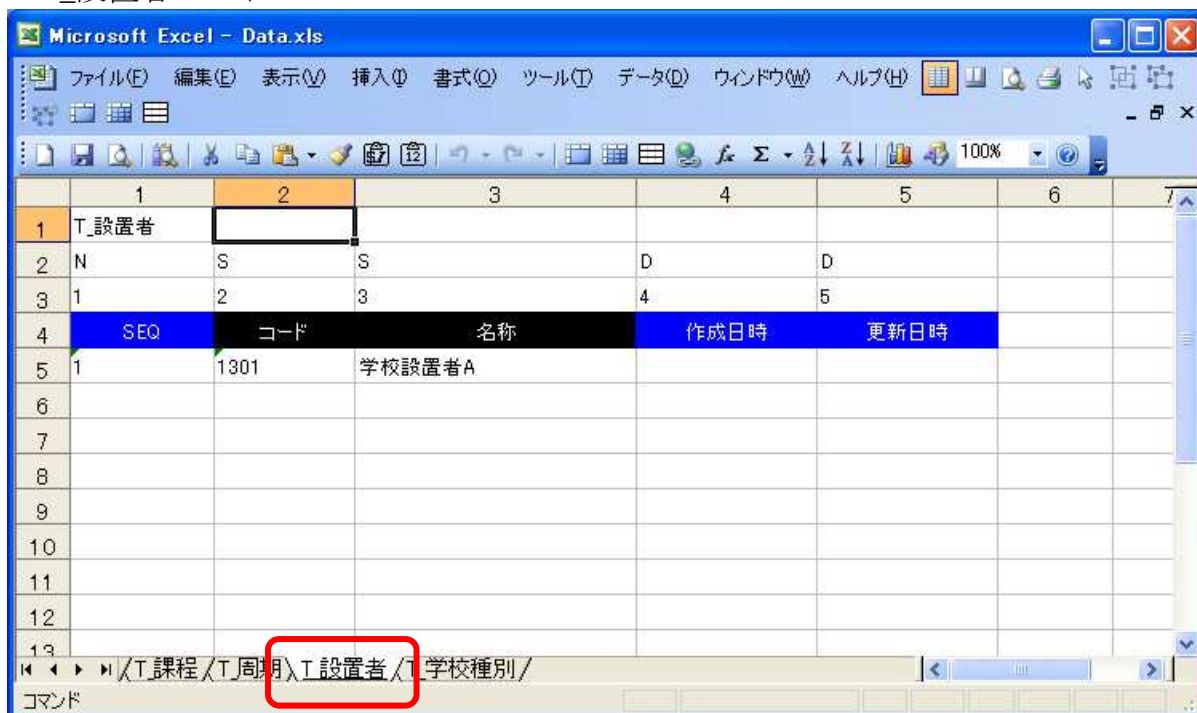 Microsoft Excel - Data.xls
ファイル(F) 編集(E) 表示(V) 挿入(I) 書式(O) ツール(T) データ(D) ウィンドウ(W) ヘルプ(H)
100%
1 2 3 4 5 6 7
1 T_設置者
2 N S S D D
3 1 2 3 4 5
4 SEQ コード 名称 作成日時 更新日時
5 1 1301 学校設置者A
6
7
8
9
10
11
12
13
T_課程 T_周期 T_設置者 T_学校種別
コマンド